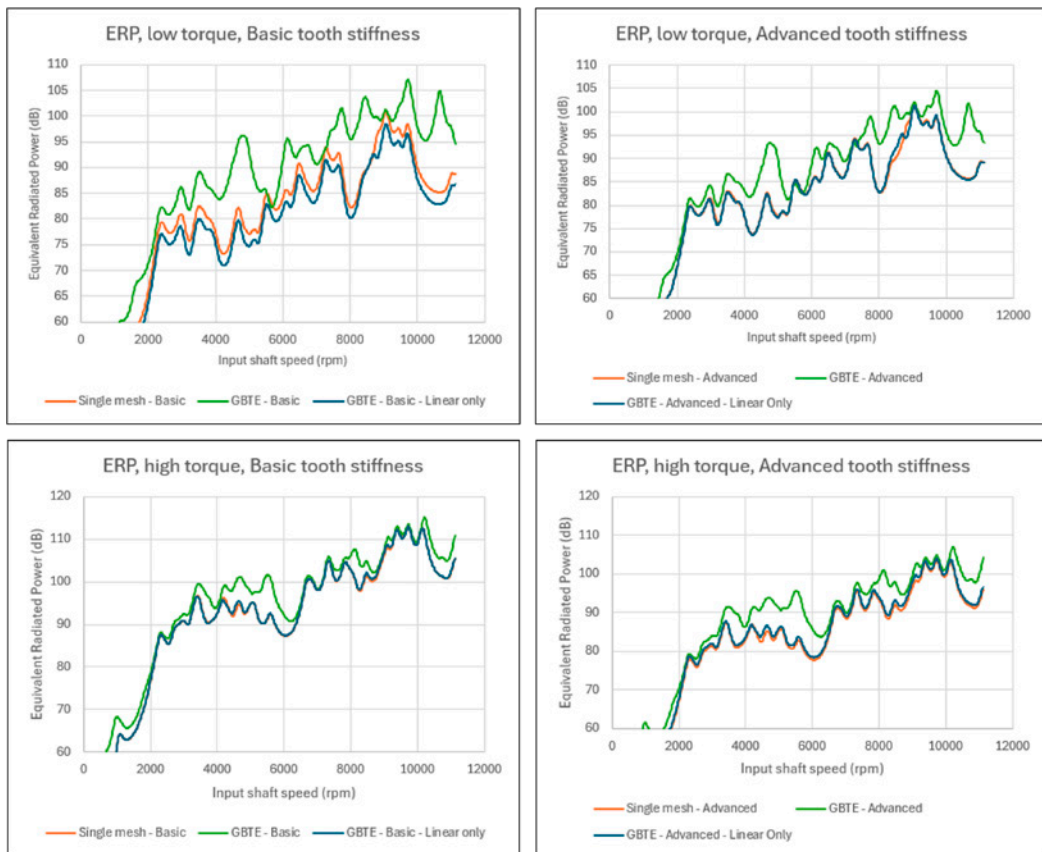 ERP, low torque, Basic tooth stiffness
Equivalent Radiated Power (dB)
110
105
100
95
90
85
80
75
70
65
60
0 2000 4000 6000 8000 10000 12000
Input shaft speed (rpm)
Single mesh - Basic GBTE - Basic GBTE - Basic - Linear only
ERP, low torque, Advanced tooth stiffness
Equivalent Radiated Power (dB)
110
105
100
95
90
85
80
75
70
65
60
0 2000 4000 6000 8000 10000 12000
Input shaft speed (rpm)
Single mesh - Advanced GBTE - Advanced
GBTE - Advanced - Linear Only
ERP, high torque, Basic tooth stiffness
Equivalent Radiated Power (dB)
120
110
100
90
80
70
60
0 2000 4000 6000 8000 10000 12000
Input shaft speed (rpm)
Single mesh - Basic GBTE - Basic GBTE - Basic - Linear only
ERP, high torque, Advanced tooth stiffness
Equivalent Radiated Power (dB)
120
110
100
90
80
70
60
0 2000 4000 6000 8000 10000 12000
Input shaft speed (rpm)
Single mesh - Advanced GBTE - Advanced
GBTE - Advanced - Linear Only